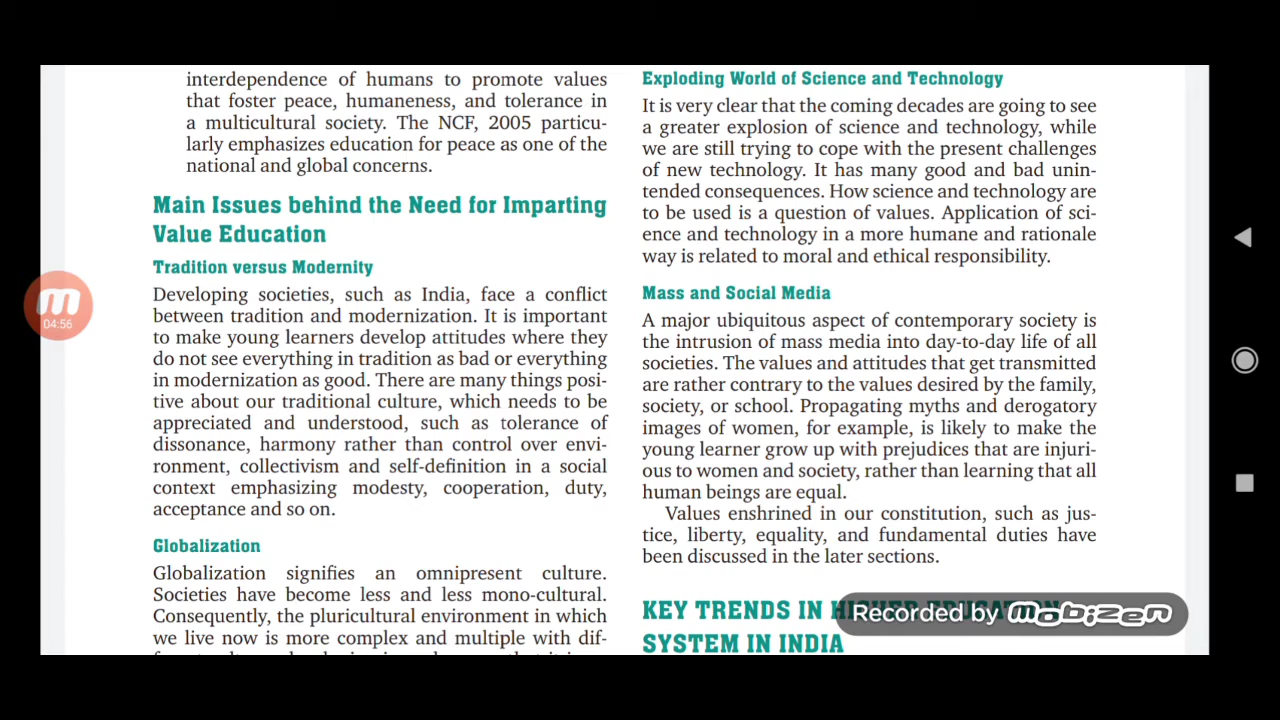 interdependence of humans to promote values
that foster peace, humaneness, and tolerance in
a multicultural society. The NCF, 2005 particu-
larly emphasizes education for peace as one of the
national and global concerns.
Main Issues behind the Need for Imparting
Value Education
Tradition versus Modernity
Developing societies, such as India, face a conflict
between tradition and modernization. It is important
to make young learners develop attitudes where they
do not see everything in tradition as bad or everything
in modernization as good. There are many things posi-
tive about our traditional culture, which needs to be
appreciated and understood, such as tolerance of
dissonance, harmony rather than control over envi-
ronment, collectivism and self-definition in a social
context emphasizing modesty, cooperation, duty,
acceptance and so on.
Globalization
Globalization signifies an omnipresent culture.
Societies have become less and less mono-cultural.
Consequently, the pluricultural environment in which
we live now is more complex and multiple with dif-
Exploding World of Science and Technology
It is very clear that the coming decades are going to see
a greater explosion of science and technology, while
we are still trying to cope with the present challenges
of new technology. It has many good and bad unin-
tended consequences. How science and technology are
to be used is a question of values. Application of sci-
ence and technology in a more humane and rationale
way is related to moral and ethical responsibility.
Mass and Social Media
A major ubiquitous aspect of contemporary society is
the intrusion of mass media into day-to-day life of all
societies. The values and attitudes that get transmitted
are rather contrary to the values desired by the family,
society, or school. Propagating myths and derogatory
images of women, for example, is likely to make the
young learner grow up with prejudices that are injuri-
ous to women and society, rather than learning that all
human beings are equal.
Values enshrined in our constitution, such as jus-
tice, liberty, equality, and fundamental duties have
been discussed in the later sections.
KEY TRENDS IN HIGHER EDUCATION
SYSTEM IN INDIA
04:56
Recorded by mobizen